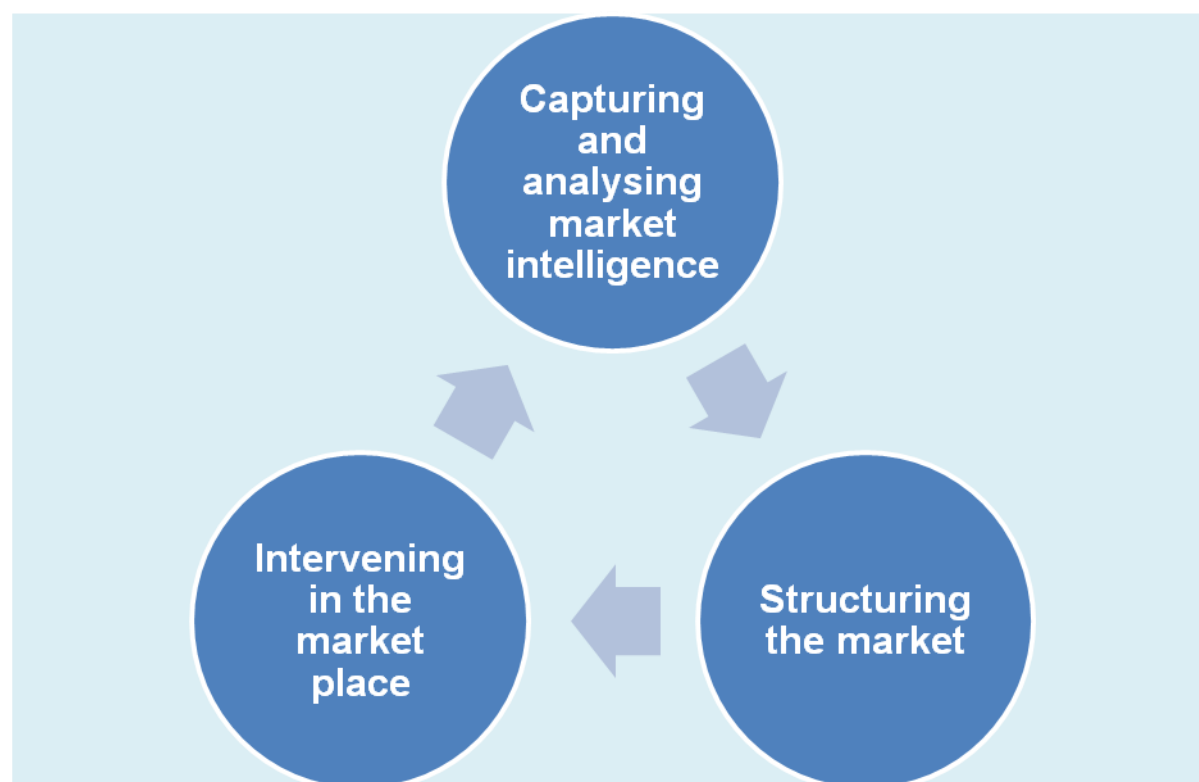 Capturing
and
analysing
market
intelligence
Structuring
the market
Intervening
in the
market
place